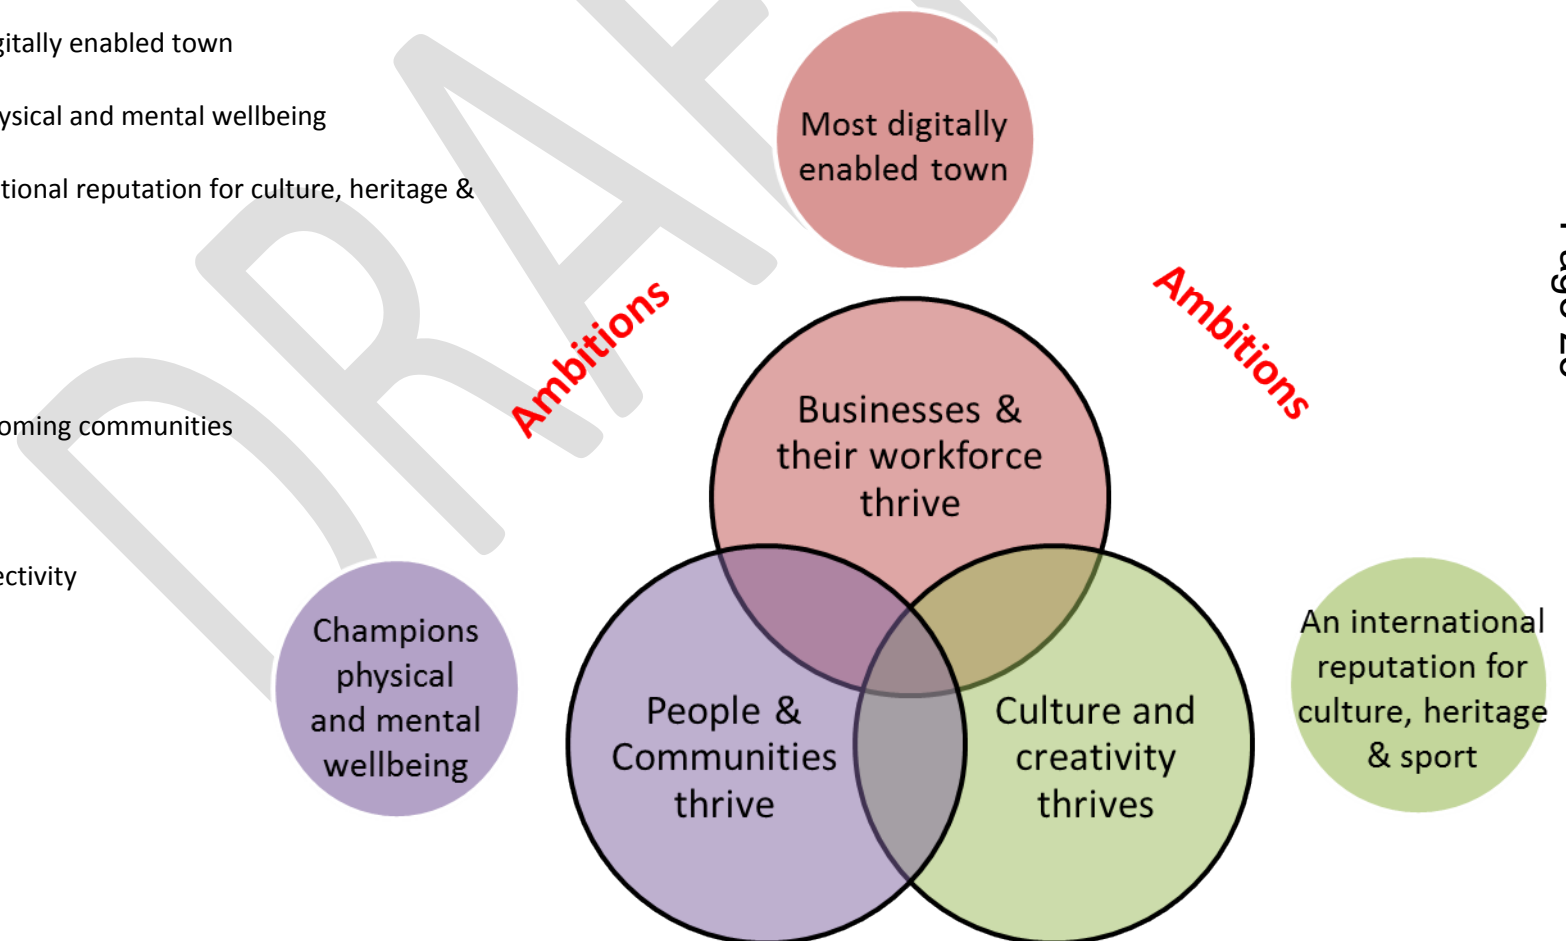 gitally enabled town
ysical and mental wellbeing
tional reputation for culture, heritage &
oming communities
ectivity
Most digitally
enabled town
Ambitions
Ambitions
Businesses &
their workforce
thrive
Champions
physical
and mental
wellbeing
People &
Communities
thrive
Culture and
creativity
thrives
An international
reputation for
culture, heritage
& sport
DRAF